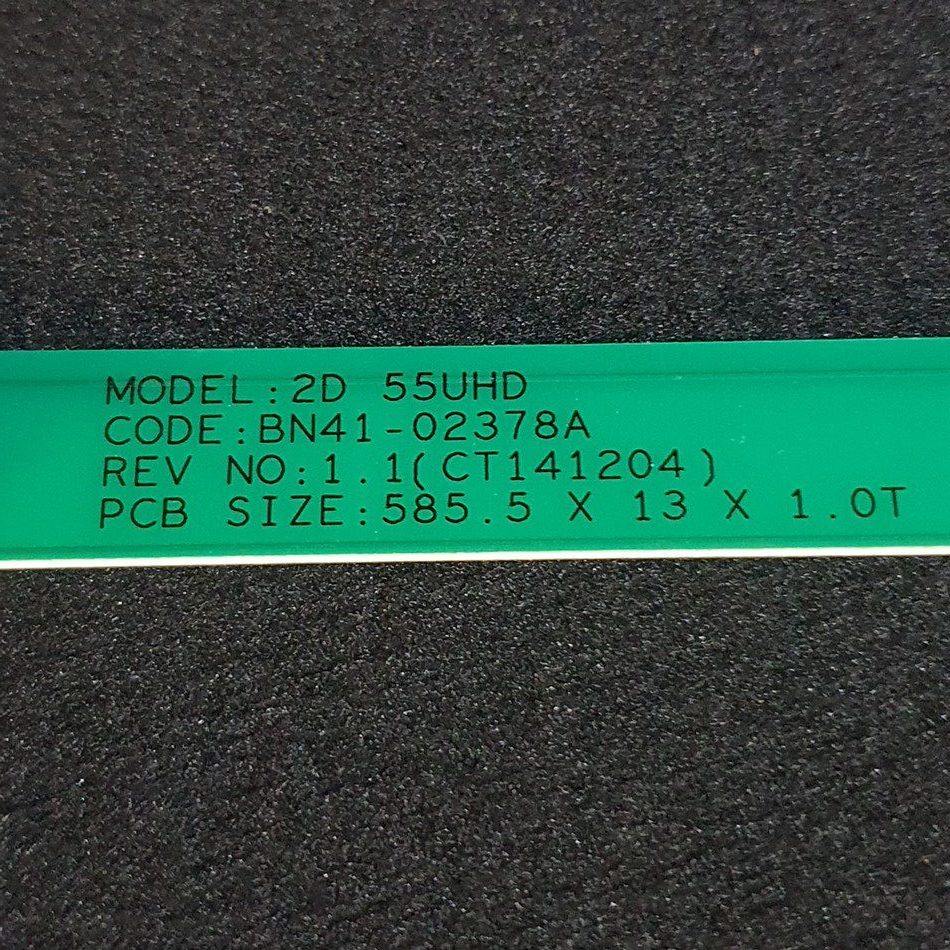 MODEL:2D 55UHD
CODE:BN41-02378A
REV NO:1.1(CT141204)
PCB SIZE:585.5 X 13 X 1.0T